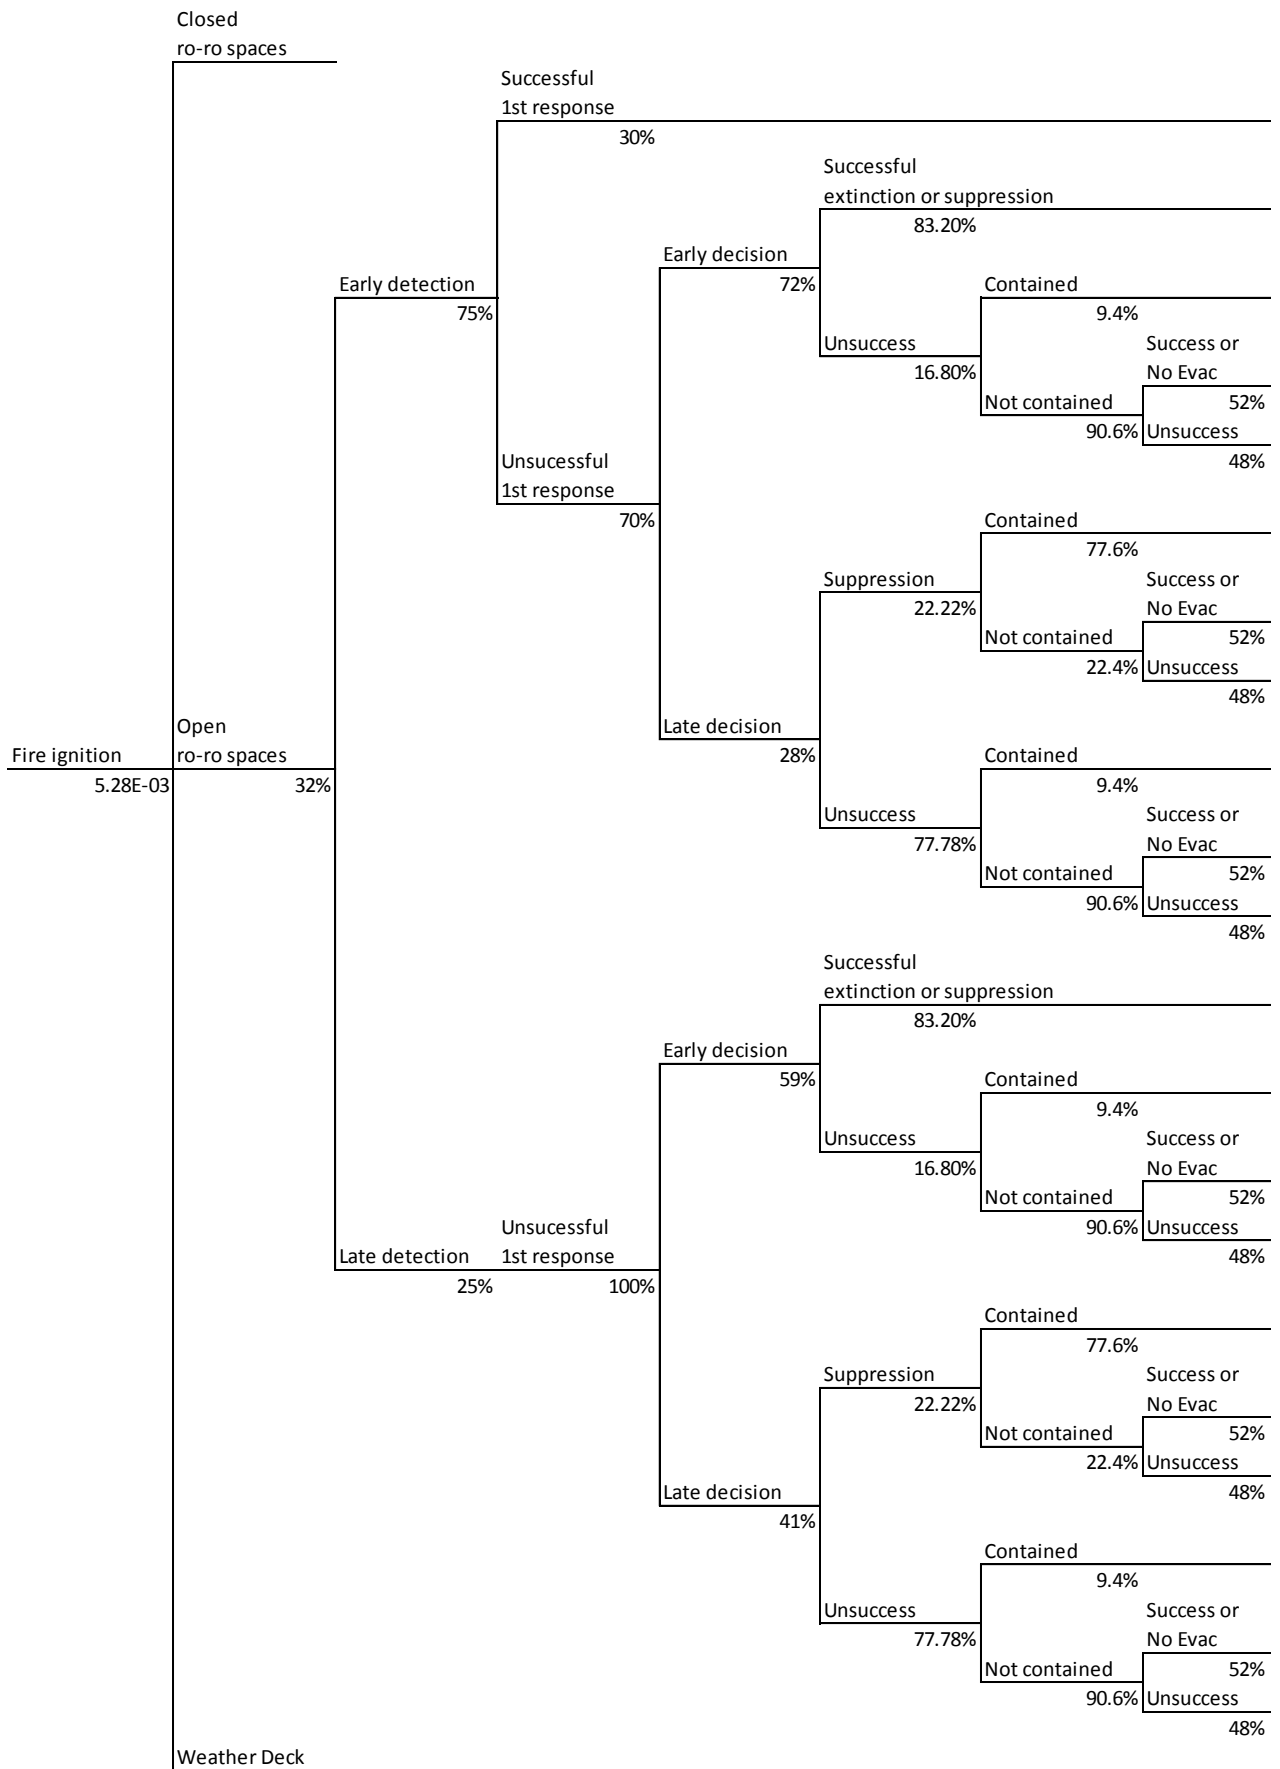 Closed
ro-ro spaces
Successful
1st response
30%
Successful
extinction or suppression
83.20%
Early decision
72%
Early detection
75%
Contained
9.4%
Unsuccess
16.80%
Success or
No Evac
52%
Not contained
90.6%
Unsuccess
48%
Unsucessful
1st response
70%
Contained
77.6%
Suppression
22.22%
Success or
No Evac
52%
Not contained
22.4%
Unsuccess
48%
Late decision
28%
Open
ro-ro spaces
32%
Fire ignition
5.28E-03
Contained
9.4%
Unsuccess
77.78%
Success or
No Evac
52%
Not contained
90.6%
Unsuccess
48%
Successful
extinction or suppression
83.20%
Early decision
59%
Contained
9.4%
Unsuccess
16.80%
Success or
No Evac
52%
Not contained
90.6%
Unsuccess
48%
Late detection
25%
Unsucessful
1st response
100%
Contained
77.6%
Suppression
22.22%
Success or
No Evac
52%
Not contained
22.4%
Unsuccess
48%
Late decision
41%
Contained
9.4%
Unsuccess
77.78%
Success or
No Evac
52%
Not contained
90.6%
Unsuccess
48%
Weather Deck